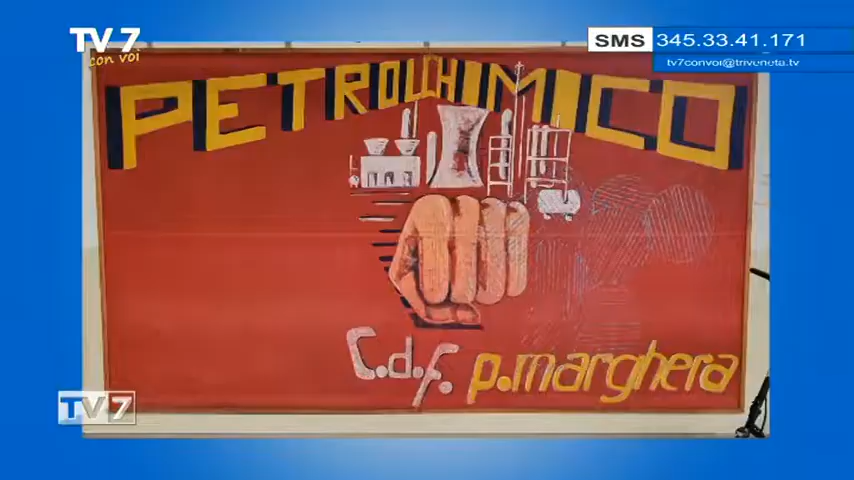 TV7
con voi
SMS 345.33.41.171
tv7convoi@triveneta.tv
PETROLCHIMICO
C.d.f. p.marghera
TV7